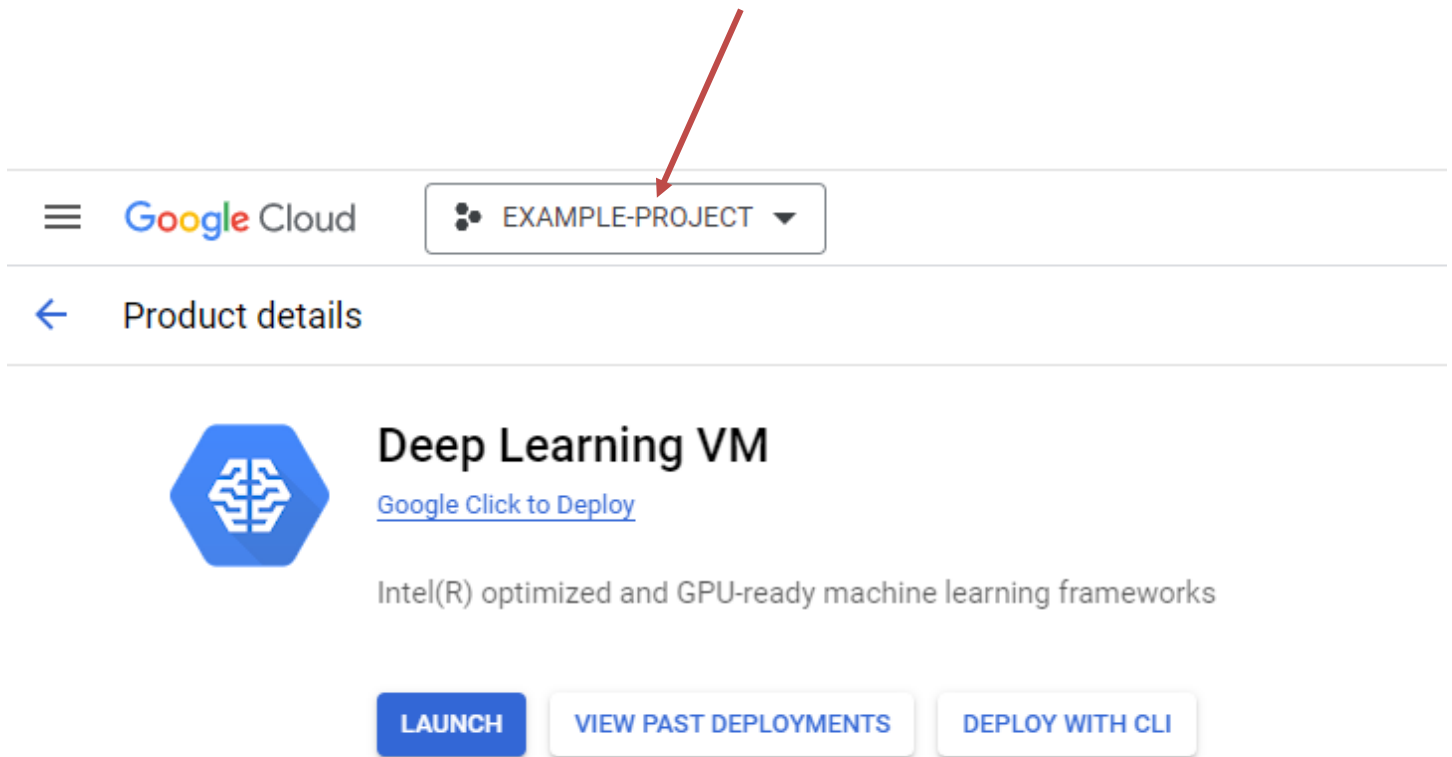 Google Cloud EXAMPLE-PROJECT
Product details
Deep Learning VM
Google Click to Deploy
Intel(R) optimized and GPU-ready machine learning frameworks
LAUNCH VIEW PAST DEPLOYMENTS DEPLOY WITH CLI